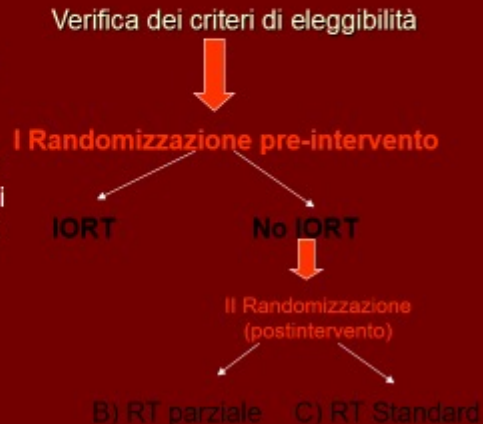 Verifica dei criteri di eleggibilità
I Randomizzazione pre-intervento
i
IORT No IORT
II Randomizzazione
(postintervento)
B) RT parziale C) RT Standard